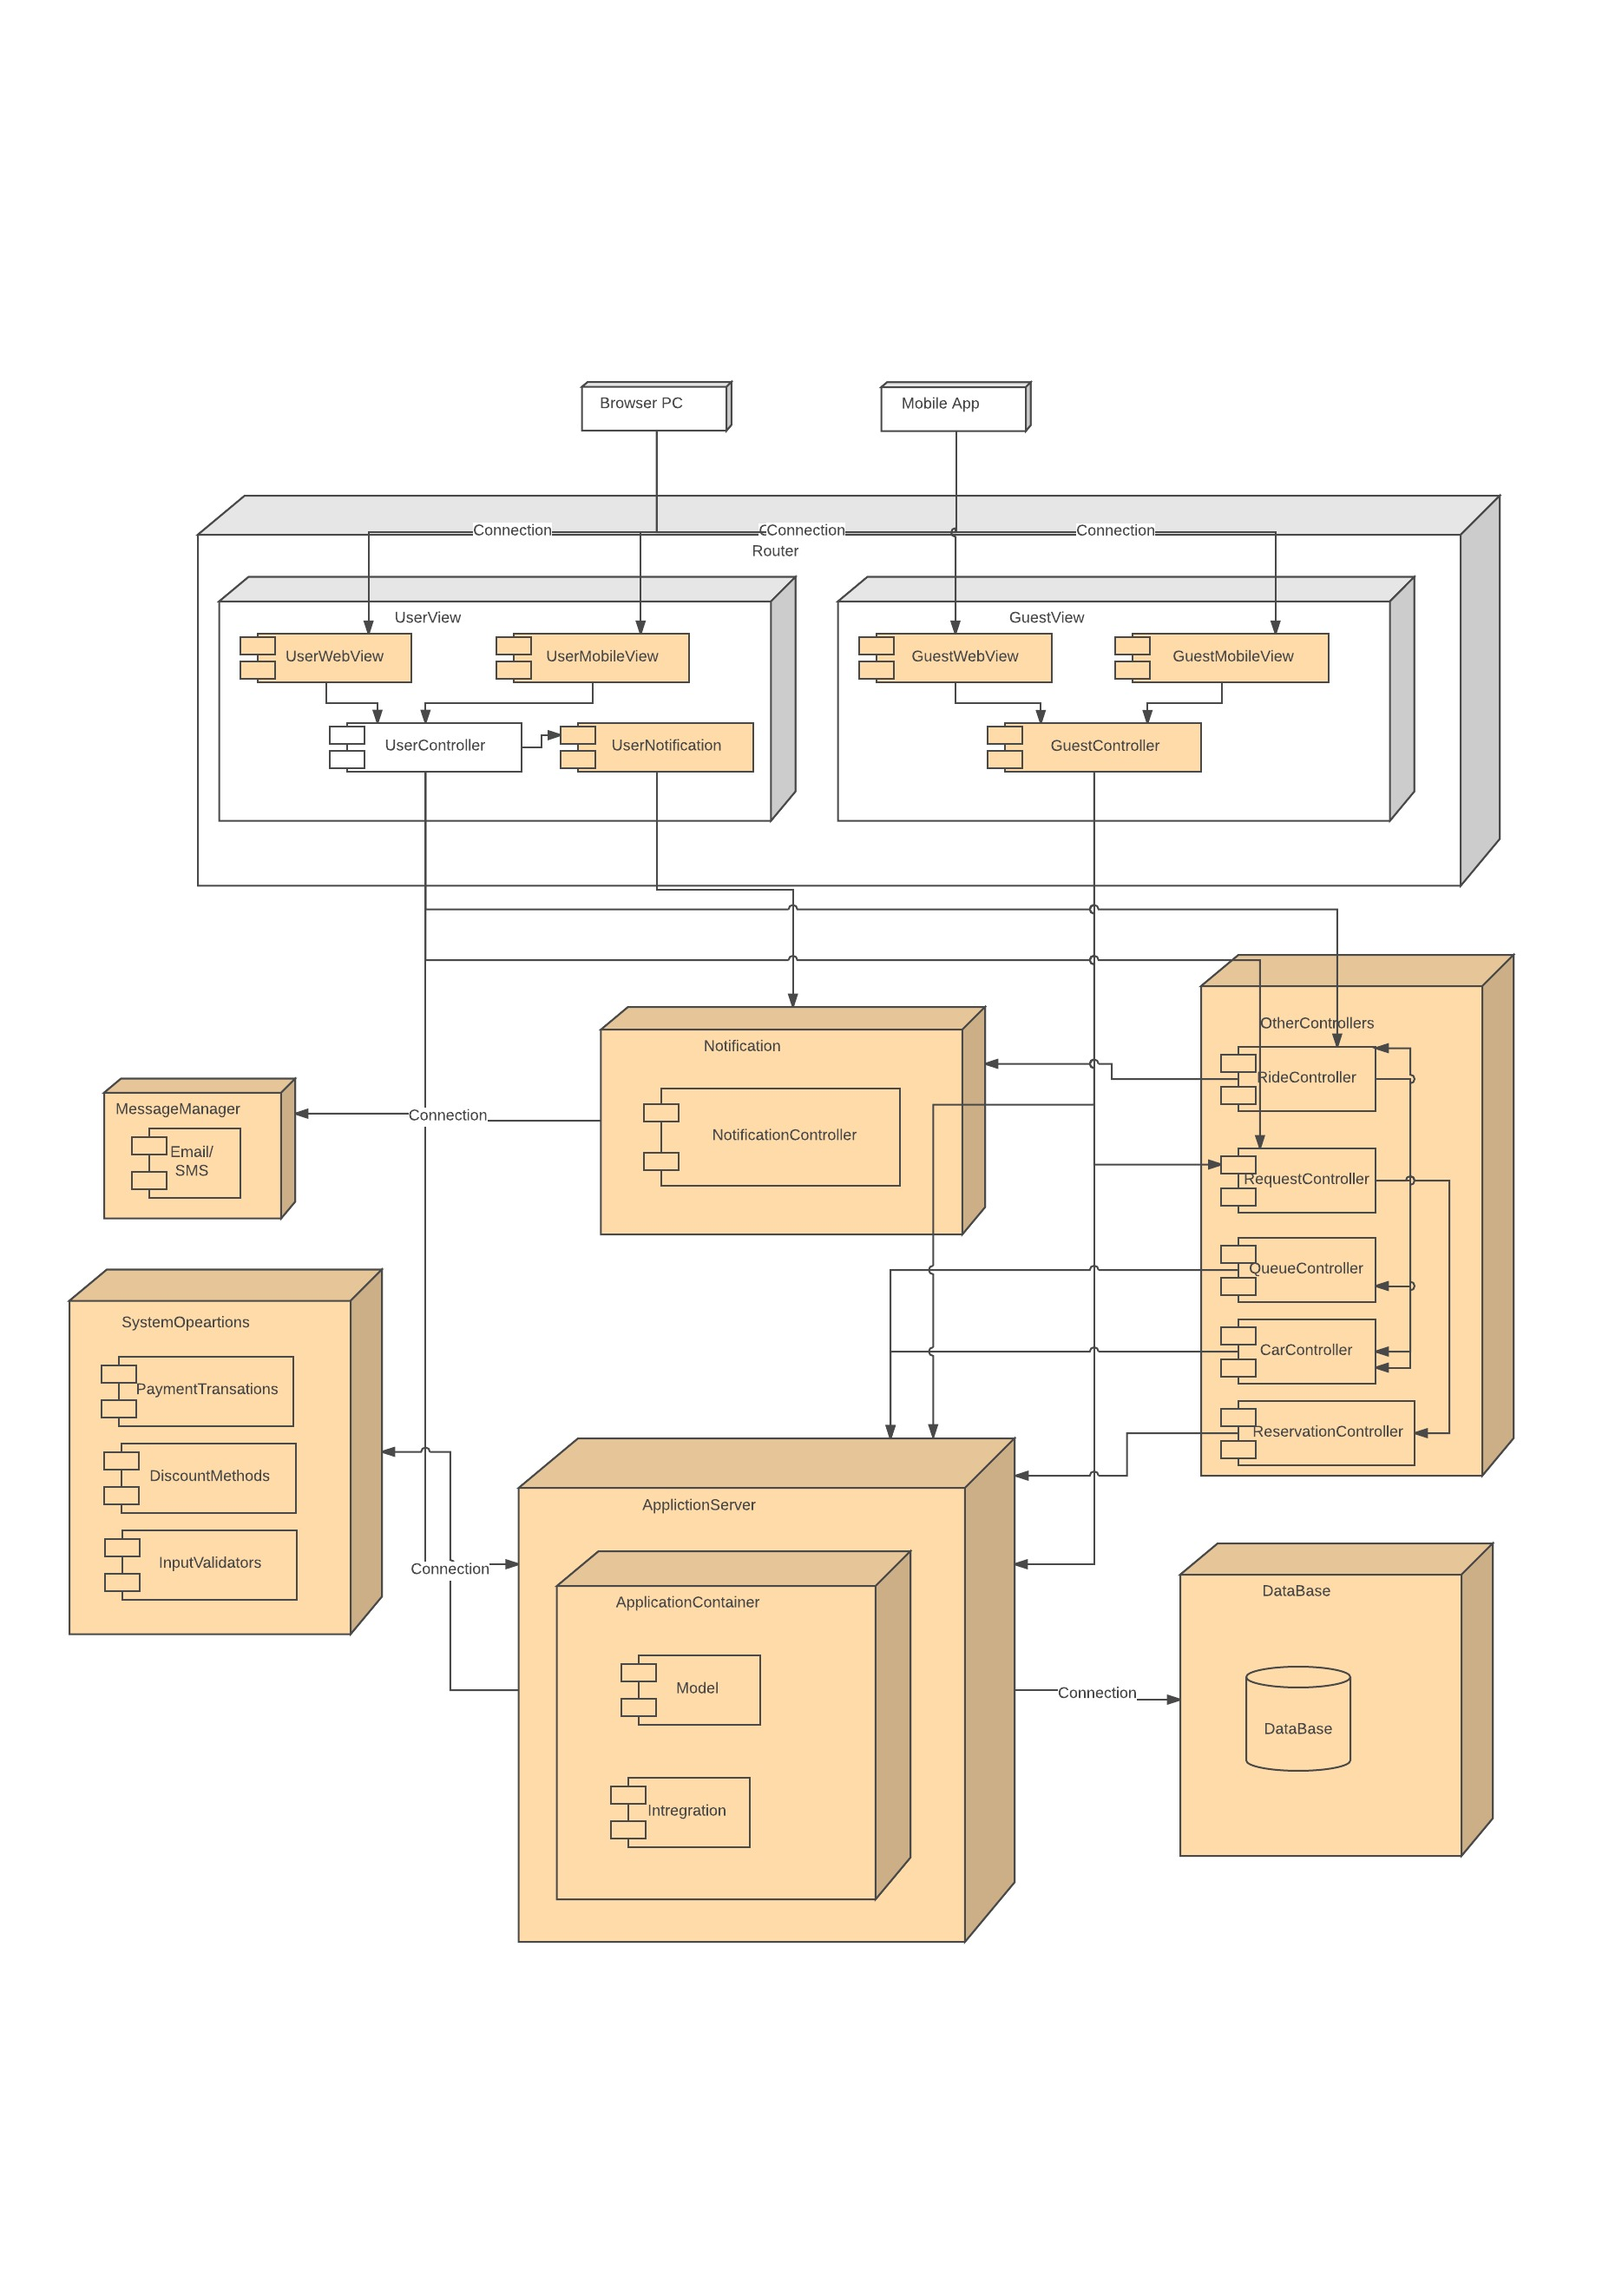 Browser PC
Mobile App
Connection
Connection
Connection
Router
UserView
GuestView
UserWebView
UserMobileView
GuestWebView
GuestMobileView
UserController
UserNotification
GuestController
OtherControllers
Notification
RideController
MessageManager
Connection
NotificationController
Email/
SMS
RequestController
QueueController
SystemOpeartions
CarController
PaymentTransations
ReservationController
DiscountMethods
ApplictionServer
InputValidators
Connection
DataBase
ApplicationContainer
Model
Connection
DataBase
Intregration